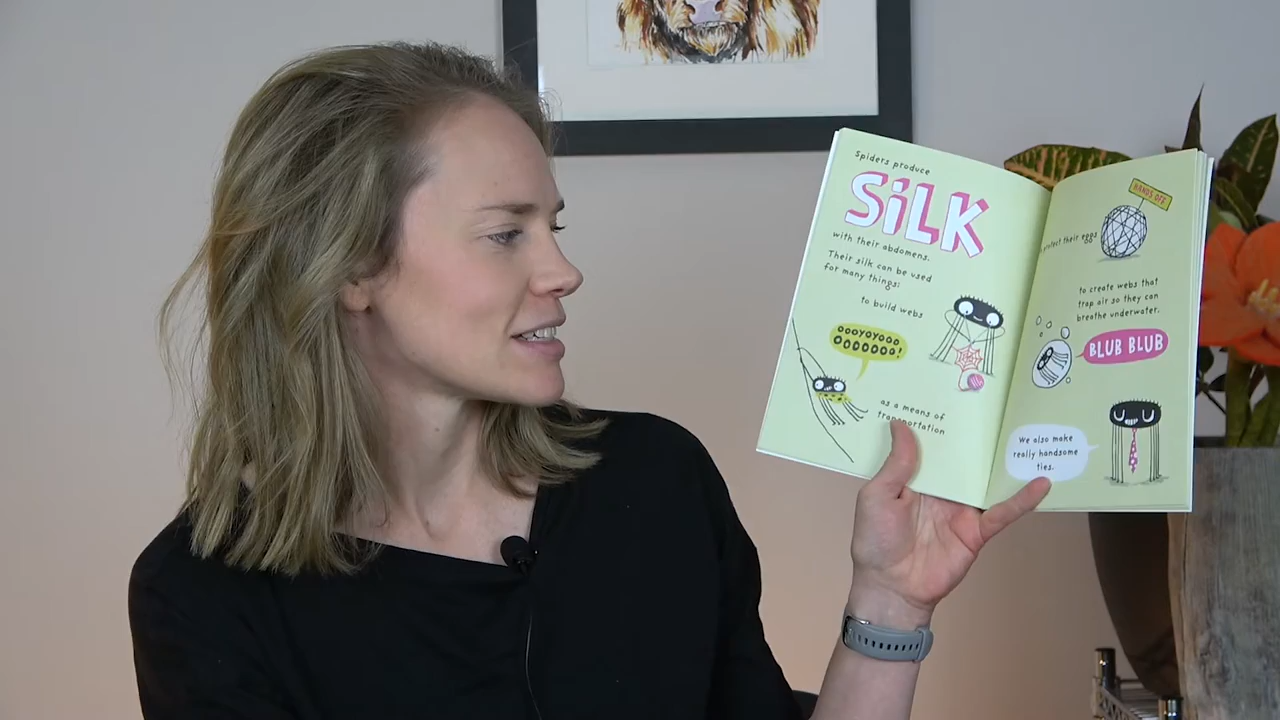 Spiders produce
SiLK
with their abdomens.
Their silk can be used
for many things:
to build webs
OOOYOYOOO
OOOOOOO!
as a means of
transportation
HANDS OFF
protect their eggs
to create webs that
trap air so they can
breathe underwater.
BLUB BLUB
We also make
really handsome
ties.